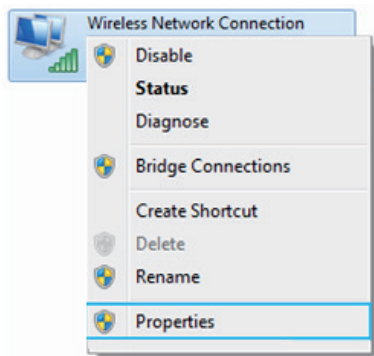 Wireless Network Connection
Disable
Status
Diagnose
Bridge Connections
Create Shortcut
Delete
Rename
Properties